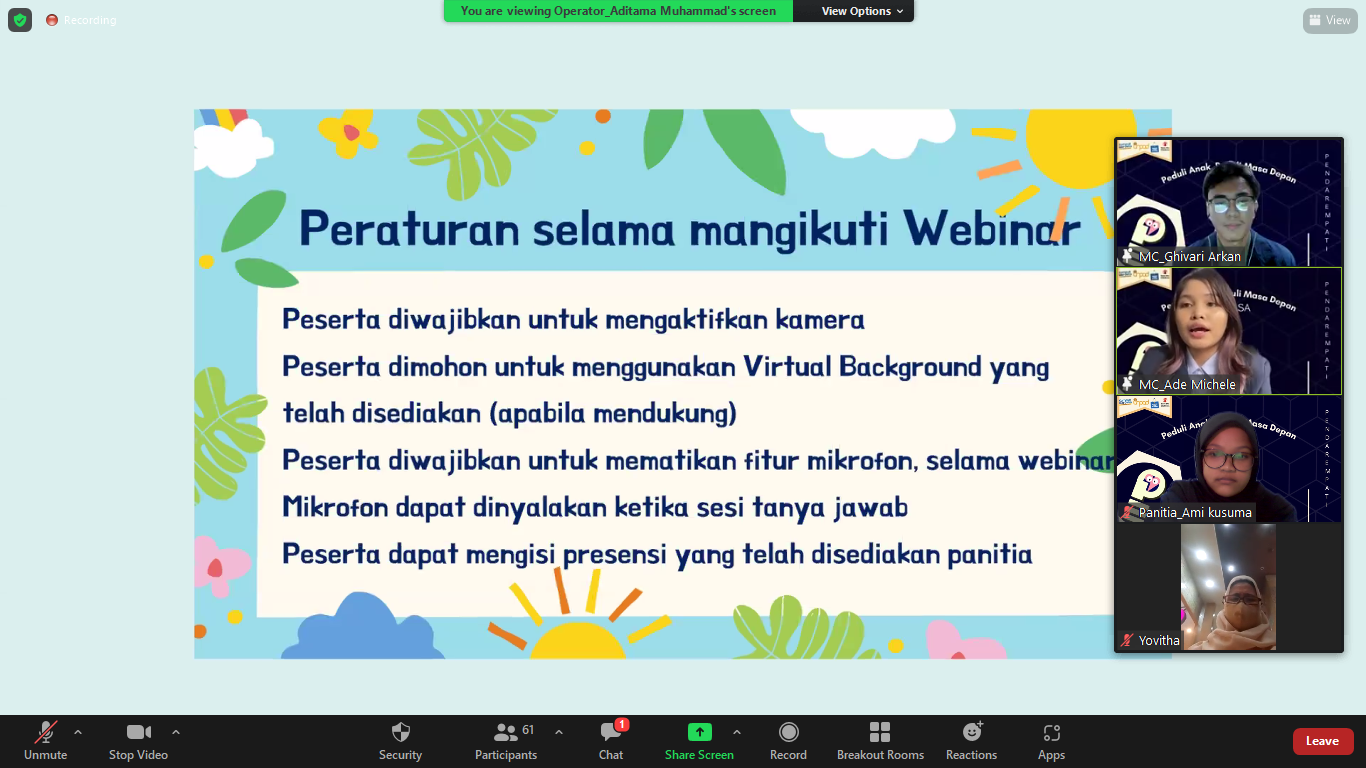 Recording
You are viewing Operator_Aditama Muhammad's screen
View Options
View
Peraturan selama mangikuti Webinar
Peserta diwajibkan untuk mengaktifkan kamera
Peserta dimohon untuk menggunakan Virtual Background yang
telah disediakan (apabila mendukung)
Peserta diwajibkan untuk mematikan fitur mikrofon, selama webinar
Mikrofon dapat dinyalakan ketika sesi tanya jawab
Peserta dapat mengisi presensi yang telah disediakan panitia
Peduli Anak, Peduli Masa Depan
PENDAREMPATI
MC_Ghivari Arkan
Peduli Masa Depan
PENDAREMPATI
MC_Ade Michele
Peduli Anak Masa Depan
PENDAREMPATI
Panitia_Ami kusuma
Yovitha
Unmute
Stop Video
Security
Participants
61
Chat
1
Share Screen
Record
Breakout Rooms
Reactions
Apps
Leave